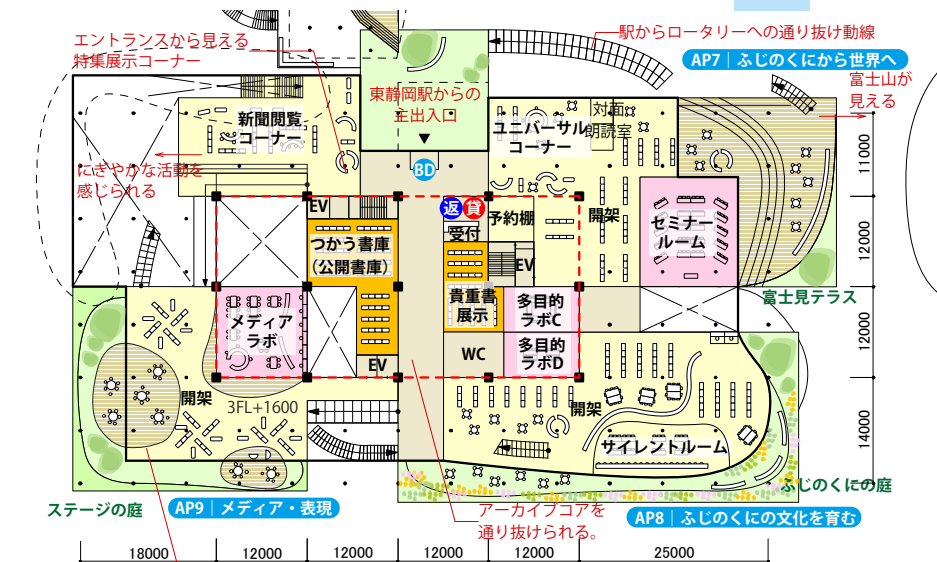 エントランスから見える
特集展示コーナー
駅からロータリーへの通り抜け動線
AP7｜ふじのくにから世界へ
富士山が
見える
東静岡駅からの
主出入口
新聞閲覧
コーナー
ユニバーサル
コーナー
対面
朗読室
にぎやかな活動を
感じられる
BD
EV
返
貸
受付
予約棚
開架
セミナー
ルーム
つかう書庫
（公開書庫）
EV
貴重書
展示
多目的
ラボC
富士見テラス
メディア
ラボ
WC
多目的
ラボD
EV
開架
3FL+1600
開架
サイレントルーム
ステージの庭
AP9｜メディア・表現
アーカイブコアを
通り抜けられる。
ふじのくにの庭
AP8｜ふじのくにの文化を育む
11000
12000
12000
14000
18000
12000
12000
12000
12000
25000